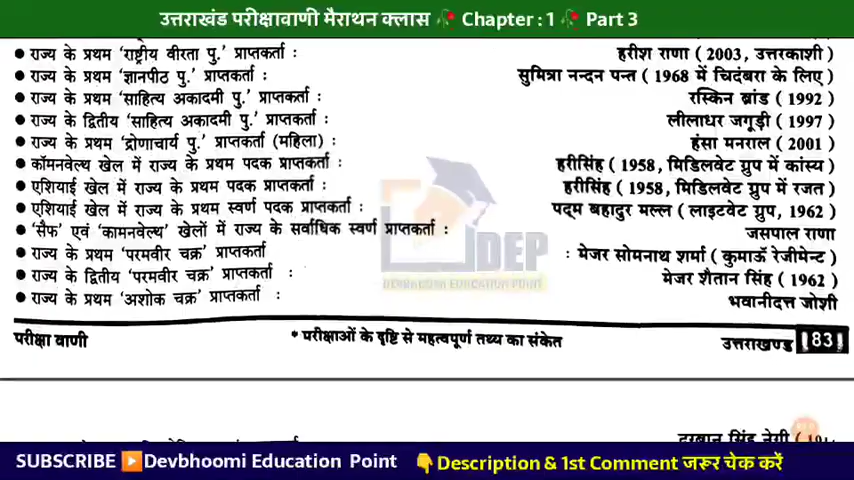 उत्तराखंड परीक्षावाणी मैराथन क्लास 🥀 Chapter : 1 🥀 Part 3
● राज्य के प्रथम ‘राष्ट्रीय वीरता पु.’ प्राप्तकर्ता : हरीश राणा (2003, उत्तरकाशी)
● राज्य के प्रथम ‘ज्ञानपीठ पु.’ प्राप्तकर्ता : सुमित्रा नन्दन पन्त (1968 में चिदंबरा के लिए)
● राज्य के प्रथम ‘साहित्य अकादमी पु.’ प्राप्तकर्ता : रस्किन ब्रांड (1992)
● राज्य के द्वितीय ‘साहित्य अकादमी पु.’ प्राप्तकर्ता : लीलाधर जगूड़ी (1997)
● राज्य के प्रथम ‘द्रोणाचार्य पु.’ प्राप्तकर्ता (महिला) : हंसा मनराल (2001)
● कॉमनवेल्थ खेल में राज्य के प्रथम पदक प्राप्तकर्ता : हरीसिंह (1958, मिडिलवेट ग्रुप में कांस्य)
● एशियाई खेल में राज्य के प्रथम पदक प्राप्तकर्ता : हरीसिंह (1958, मिडिलवेट ग्रुप में रजत)
● एशियाई खेल में राज्य के प्रथम स्वर्ण पदक प्राप्तकर्ता : पद्म बहादुर मल्ल (लाइटवेट ग्रुप, 1962)
● ‘सैफ’ एवं ‘कामनवेल्थ’ खेलों में राज्य के सर्वाधिक स्वर्ण प्राप्तकर्ता : जसपाल राणा
● राज्य के प्रथम ‘परमवीर चक्र’ प्राप्तकर्ता : मेजर सोमनाथ शर्मा (कुमाऊँ रेजीमेन्ट)
● राज्य के द्वितीय ‘परमवीर चक्र’ प्राप्तकर्ता : मेजर शैतान सिंह (1962)
● राज्य के प्रथम ‘अशोक चक्र’ प्राप्तकर्ता : भवानीदत्त जोशी
DEP
DEVBHOOMI EDUCATION POINT
परीक्षा वाणी * परीक्षाओं के दृष्टि से महत्वपूर्ण तथ्य का संकेत उत्तराखण्ड 83
दरबान सिंह नेगी
SUBSCRIBE ▶️Devbhoomi Education Point 👇Description & 1st Comment जरूर चेक करें